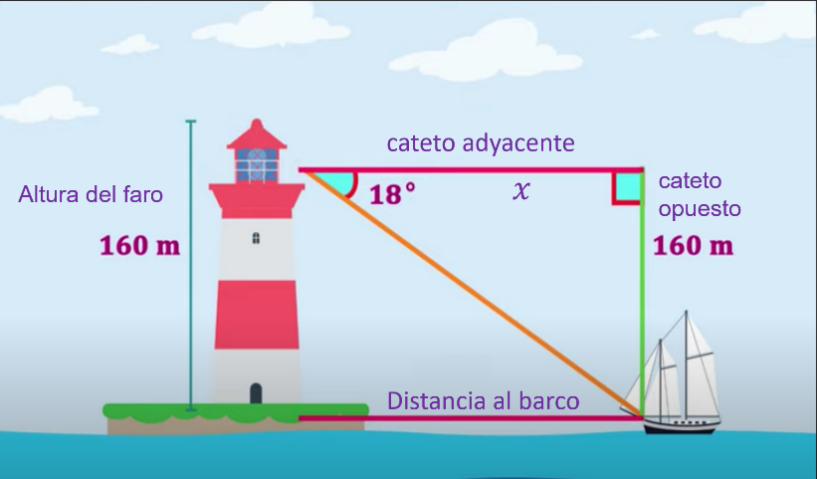 cateto adyacente
Altura del faro
18°
x
cateto
opuesto
160 m
160 m
Distancia al barco